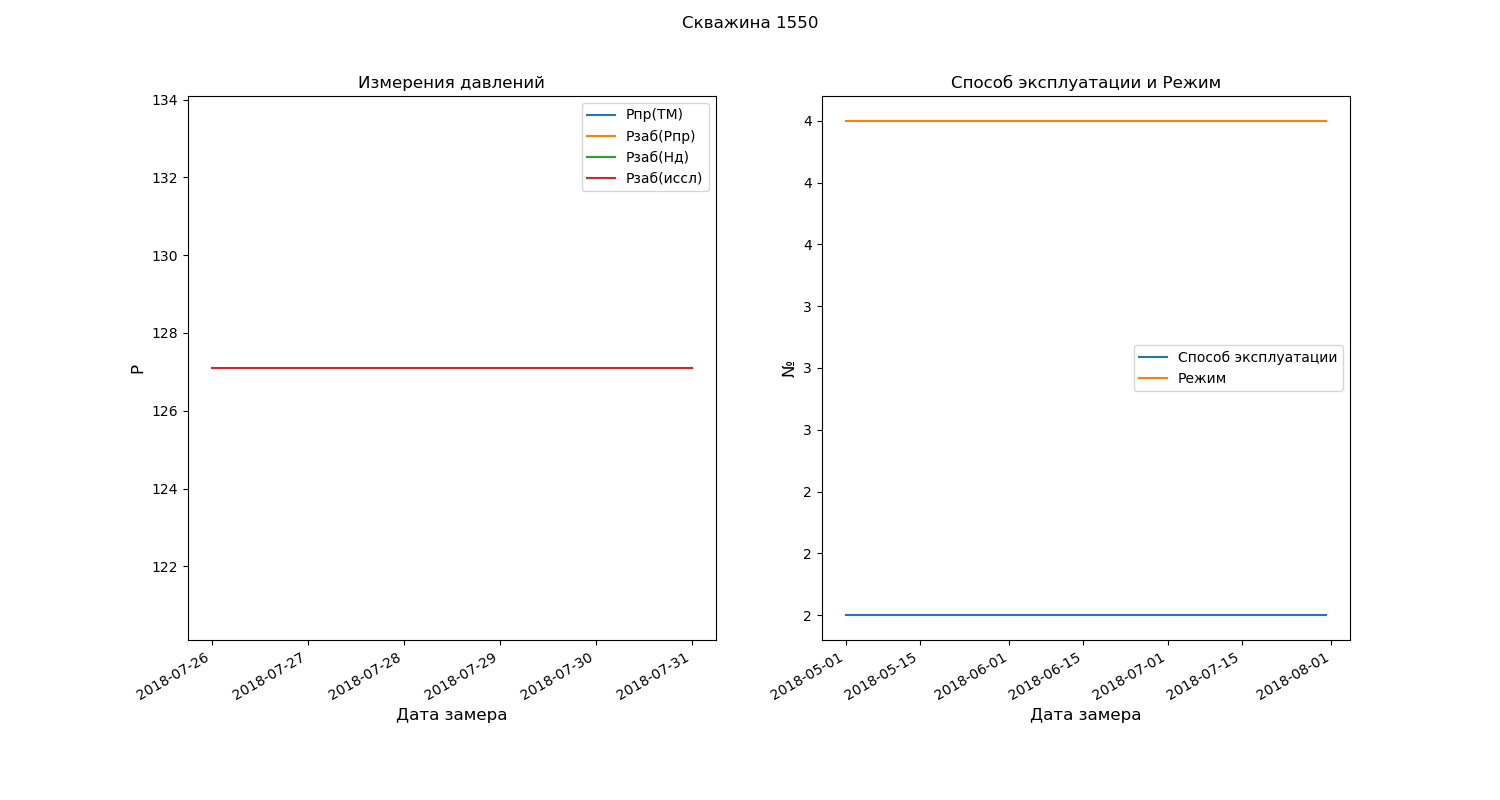 Скважина 1550
Измерения давлений
134
132
130
128
126
124
122
P
Рпр(ТМ)
Рзаб(Рпр)
Рзаб(Нд)
Рзаб(иссл)
2018-07-26
2018-07-27
2018-07-28
2018-07-29
2018-07-30
2018-07-31
Дата замера
Способ эксплуатации и Режим
4
4
4
3
3
3
2
2
2
№
Способ эксплуатации
Режим
2018-05-01
2018-05-15
2018-06-01
2018-06-15
2018-07-01
2018-07-15
2018-08-01
Дата замера